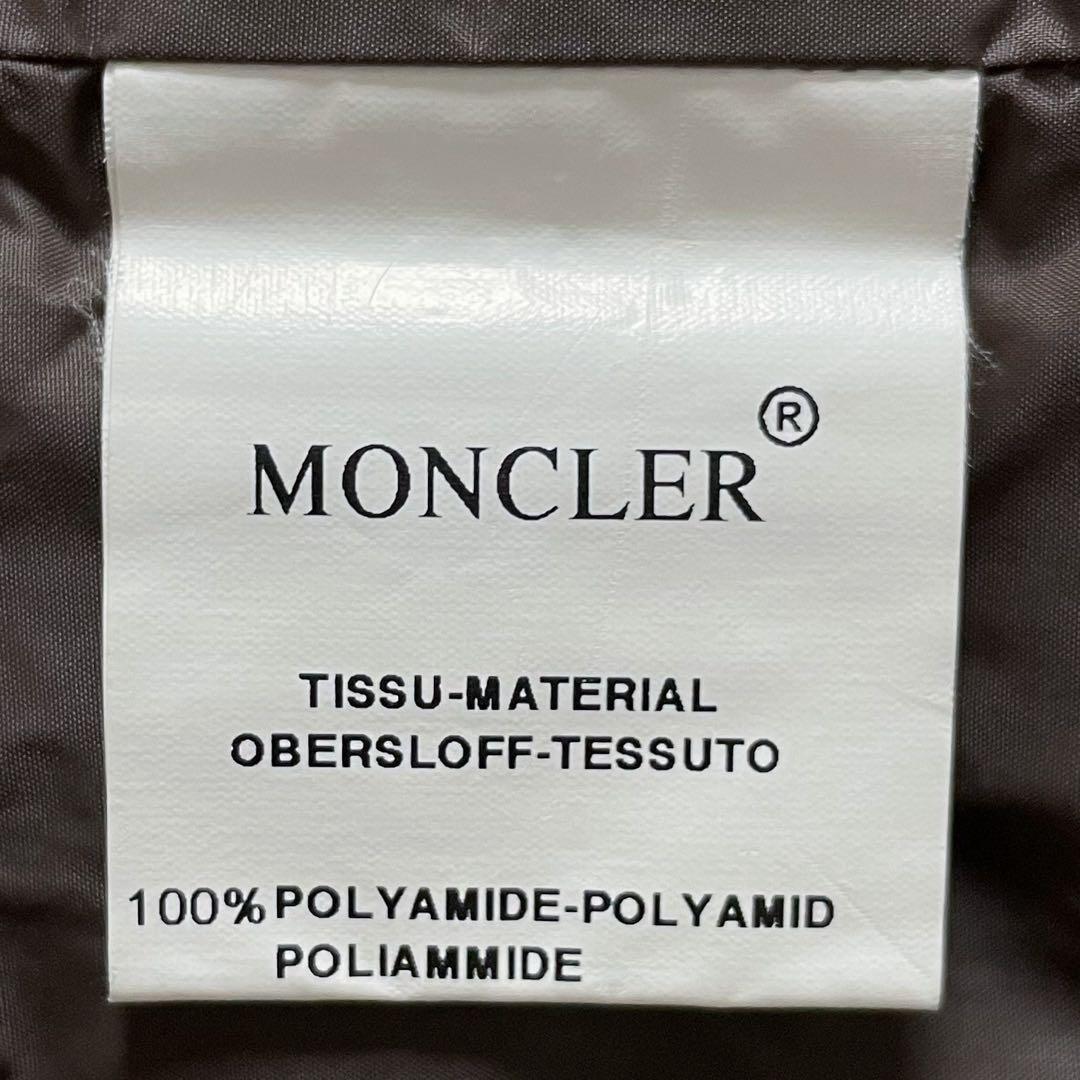 MONCLER®
TISSU-MATERIAL
OBERSLOFF-TESSUTO
100% POLYAMIDE-POLYAMID
POLIAMMIDE